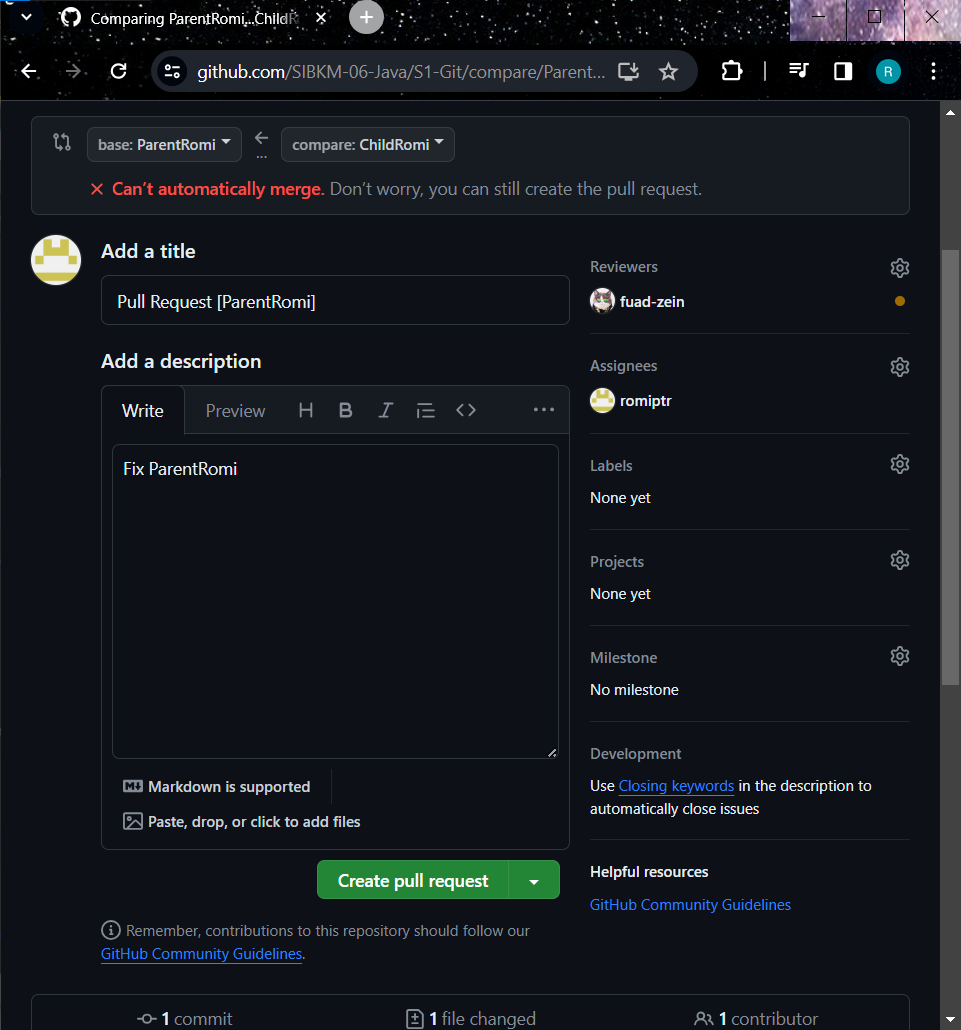 Comparing ParentRomi...ChildR
github.com/SIBKM-06-Java/S1-Git/compare/Parent...
R
base: ParentRomi
...
compare: ChildRomi
Can't automatically merge. Don't worry, you can still create the pull request.
Add a title
Pull Request [ParentRomi]
Add a description
Write
Preview
H B I
...
Fix ParentRomi
Markdown is supported
Paste, drop, or click to add files
Create pull request
Remember, contributions to this repository should follow our
GitHub Community Guidelines.
Reviewers
fuad-zein
Assignees
romiptr
Labels
None yet
Projects
None yet
Milestone
No milestone
Development
Use Closing keywords in the description to
automatically close issues
Helpful resources
GitHub Community Guidelines
1 commit
1 file changed
1 contributor